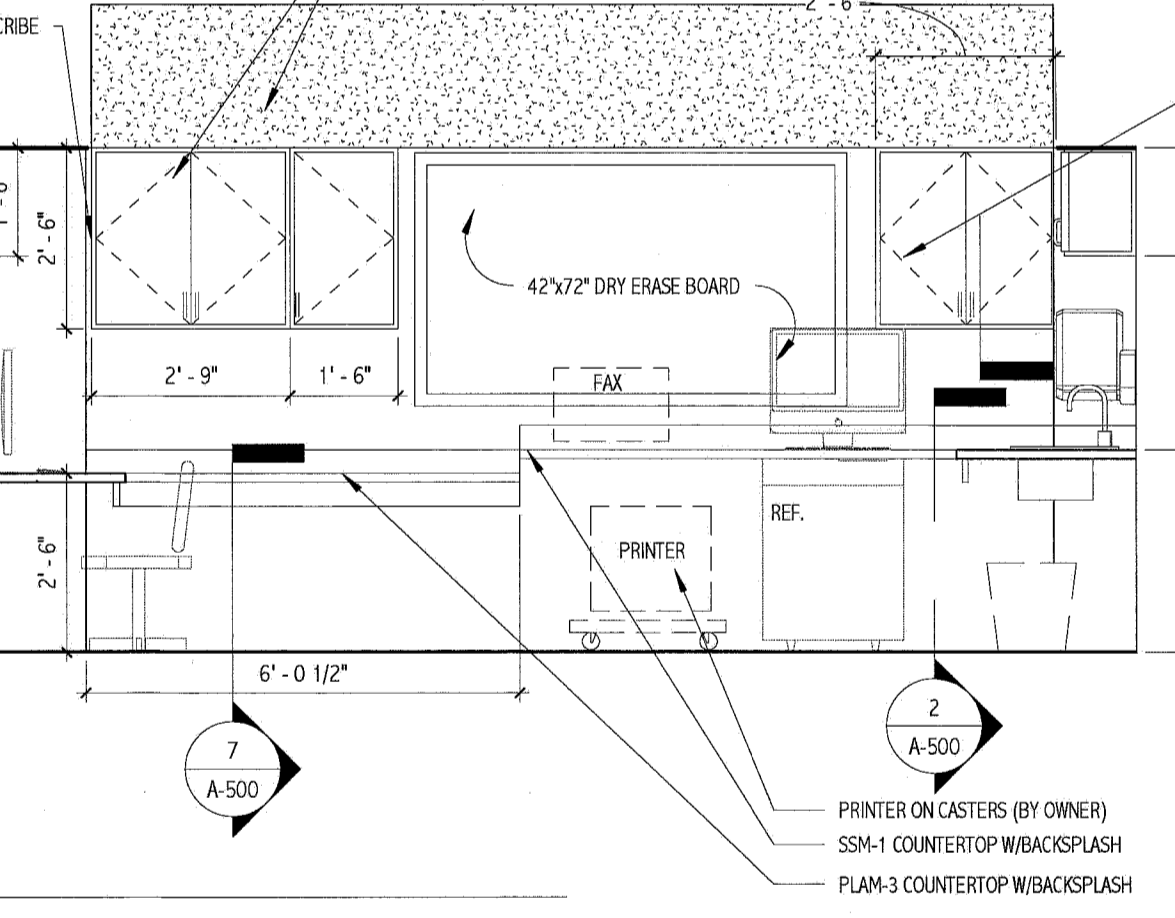 CRIBE
2' - 6"
2' - 6"
42"x72" DRY ERASE BOARD
2' - 9"
1' - 6"
FAX
REF.
PRINTER
2' - 6"
6' - 0 1/2"
7
A-500
2
A-500
PRINTER ON CASTERS (BY OWNER)
SSM-1 COUNTERTOP W/BACKSPLASH
PLAM-3 COUNTERTOP W/BACKSPLASH